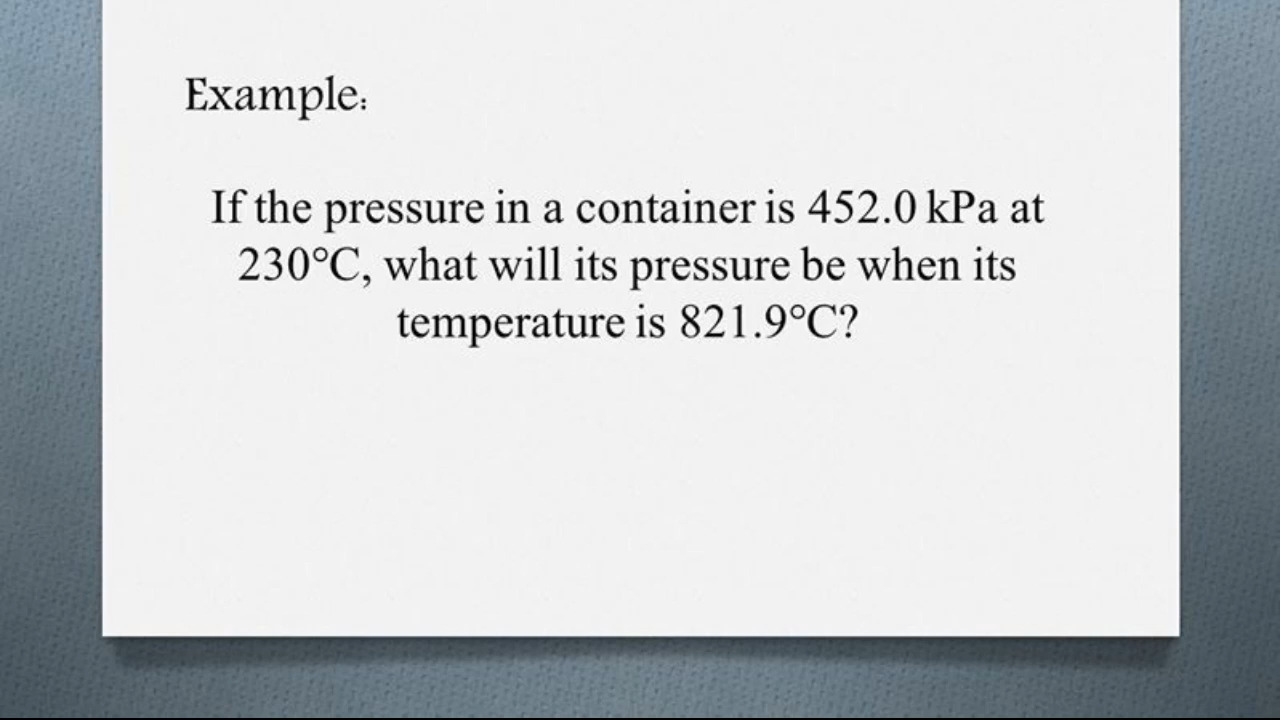 Example:
If the pressure in a container is 452.0 kPa at
230°C, what will its pressure be when its
temperature is 821.9°C?